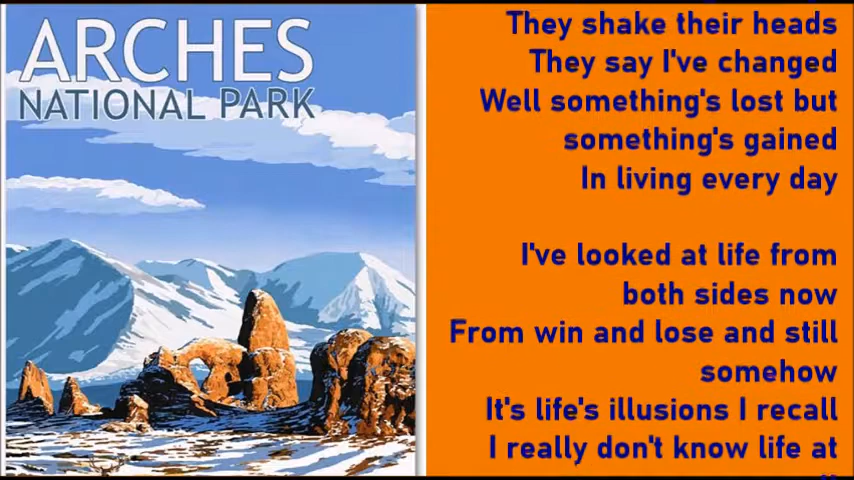 ARCHES
NATIONAL PARK
They shake their heads
They say I've changed
Well something's lost but
something's gained
In living every day
I've looked at life from
both sides now
From win and lose and still
somehow
It's life's illusions I recall
I really don't know life at